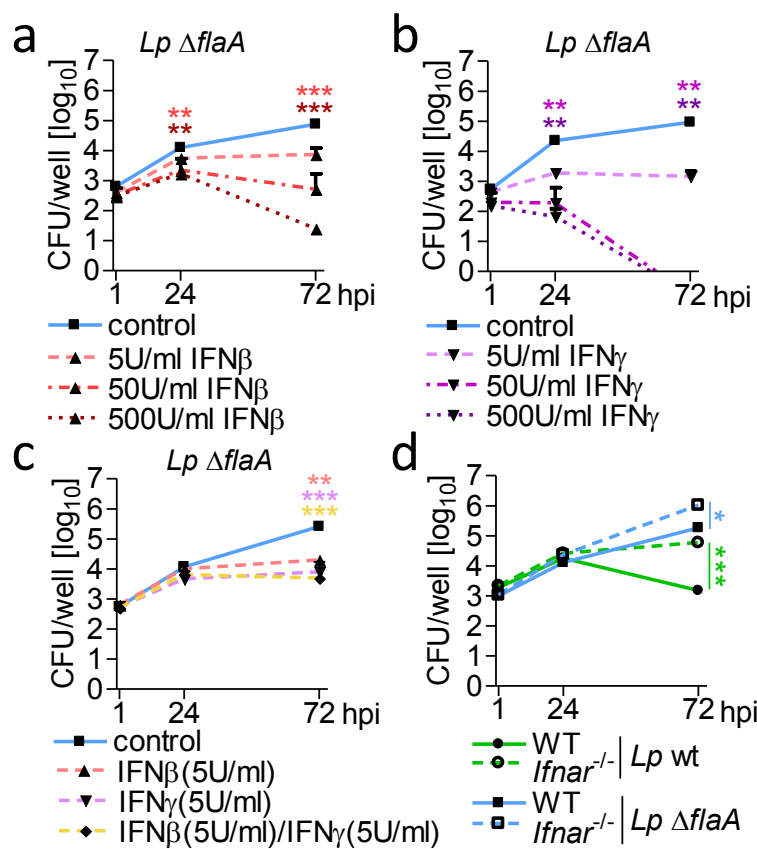 a
Lp ΔflaA
CFU/well [log10]
7
6
5
4
3
2
1
0
**
**
***
***
1 24 72 hpi
control
5U/ml IFNβ
50U/ml IFNβ
500U/ml IFNβ
b
Lp ΔflaA
CFU/well [log10]
7
6
5
4
3
2
1
0
**
**
**
**
1 24 72 hpi
control
5U/ml IFNγ
50U/ml IFNγ
500U/ml IFNγ
c
Lp ΔflaA
CFU/well [log10]
7
6
5
4
3
2
1
0
**
***
***
1 24 72 hpi
control
IFNβ(5U/ml)
IFNγ(5U/ml)
IFNβ(5U/ml)/IFNγ(5U/ml)
d
CFU/well [log10]
7
6
5
4
3
2
1
0
*
***
1 24 72 hpi
WT
Ifnar-/-
Lp wt
WT
Ifnar-/-
Lp ΔflaA